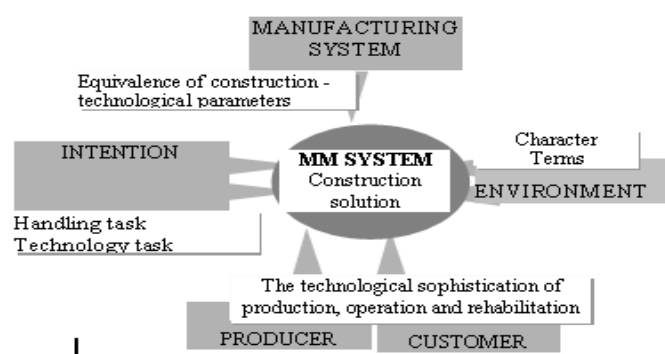 MANUFACTURING
SYSTEM
Equivalence of construction -
technological parameters
INTENTION
MM SYSTEM
Construction
solution
Character
Terms
ENVIRONMENT
Handling task
Technology task
The technological sophistication of
production, operation and rehabilitation
PRODUCER
CUSTOMER